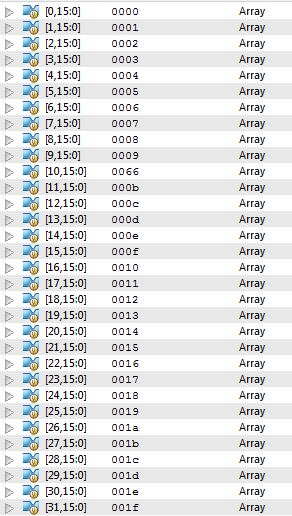 [0,15:0] 0000 Array
[1,15:0] 0001 Array
[2,15:0] 0002 Array
[3,15:0] 0003 Array
[4,15:0] 0004 Array
[5,15:0] 0005 Array
[6,15:0] 0006 Array
[7,15:0] 0007 Array
[8,15:0] 0008 Array
[9,15:0] 0009 Array
[10,15:0] 0066 Array
[11,15:0] 000b Array
[12,15:0] 000c Array
[13,15:0] 000d Array
[14,15:0] 000e Array
[15,15:0] 000f Array
[16,15:0] 0010 Array
[17,15:0] 0011 Array
[18,15:0] 0012 Array
[19,15:0] 0013 Array
[20,15:0] 0014 Array
[21,15:0] 0015 Array
[22,15:0] 0016 Array
[23,15:0] 0017 Array
[24,15:0] 0018 Array
[25,15:0] 0019 Array
[26,15:0] 001a Array
[27,15:0] 001b Array
[28,15:0] 001c Array
[29,15:0] 001d Array
[30,15:0] 001e Array
[31,15:0] 001f Array